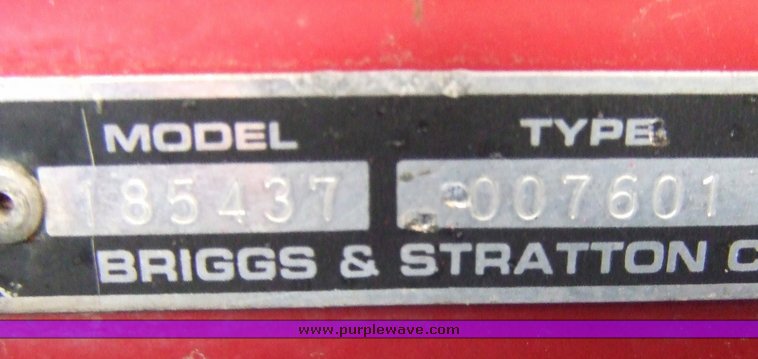 MODEL TYPE
185437 007601
BRIGGS & STRATTON C
www.purplewave.com